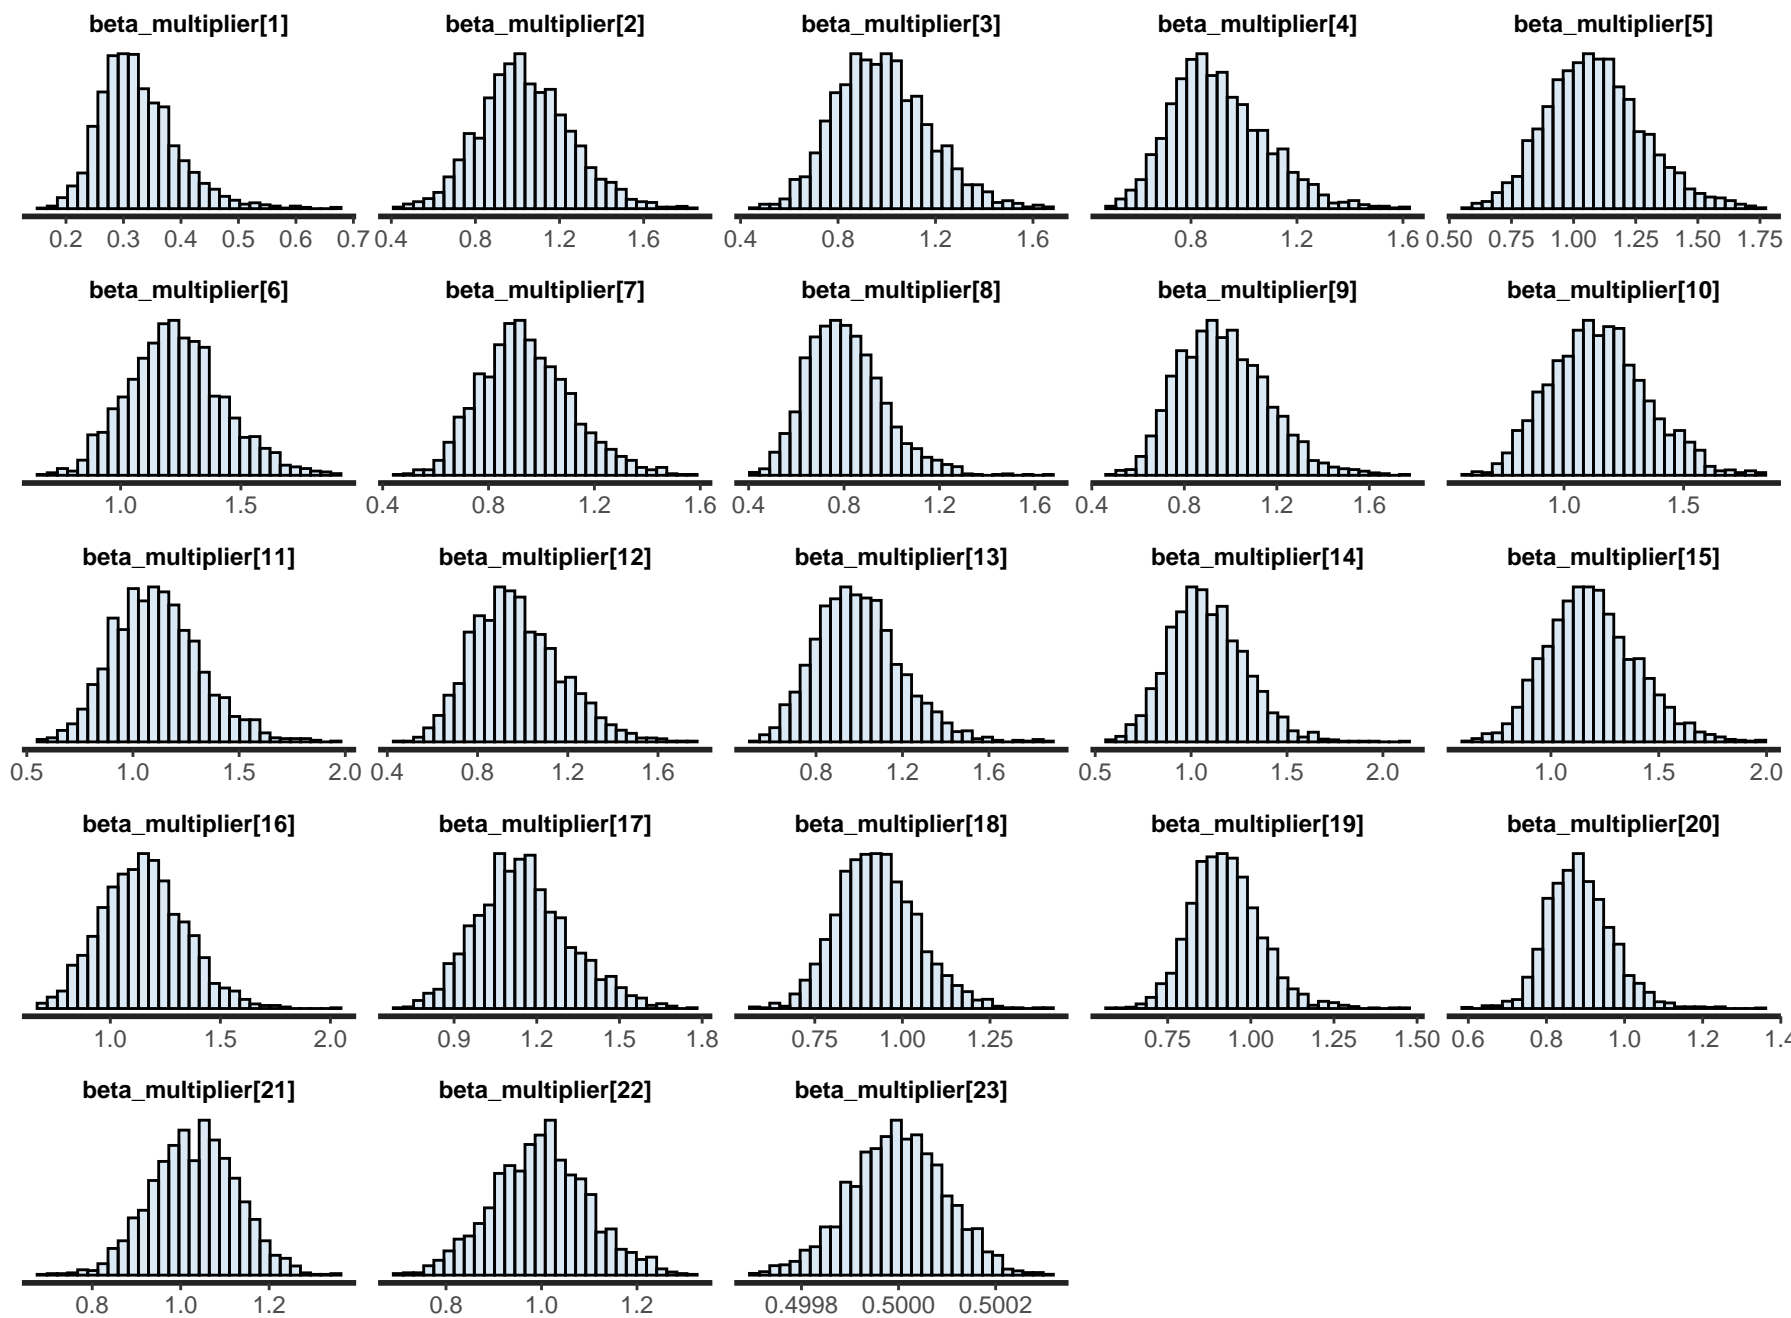 beta_multiplier[1] beta_multiplier[2] beta_multiplier[3] beta_multiplier[4] beta_multiplier[5]
0.2 0.3 0.4 0.5 0.6 0.7 0.4 0.8 1.2 1.6 0.4 0.8 1.2 1.6 0.8 1.2 1.6 0.50 0.75 1.00 1.25 1.50 1.75
beta_multiplier[6] beta_multiplier[7] beta_multiplier[8] beta_multiplier[9] beta_multiplier[10]
1.0 1.5 0.4 0.8 1.2 1.6 0.4 0.8 1.2 1.6 0.4 0.8 1.2 1.6 1.0 1.5
beta_multiplier[11] beta_multiplier[12] beta_multiplier[13] beta_multiplier[14] beta_multiplier[15]
0.5 1.0 1.5 2.0 0.4 0.8 1.2 1.6 0.8 1.2 1.6 0.5 1.0 1.5 2.0 1.0 1.5 2.0
beta_multiplier[16] beta_multiplier[17] beta_multiplier[18] beta_multiplier[19] beta_multiplier[20]
1.0 1.5 2.0 0.9 1.2 1.5 1.8 0.75 1.00 1.25 0.75 1.00 1.25 1.50 0.6 0.8 1.0 1.2
beta_multiplier[21] beta_multiplier[22] beta_multiplier[23]
0.8 1.0 1.2 0.8 1.0 1.2 0.4998 0.5000 0.5002